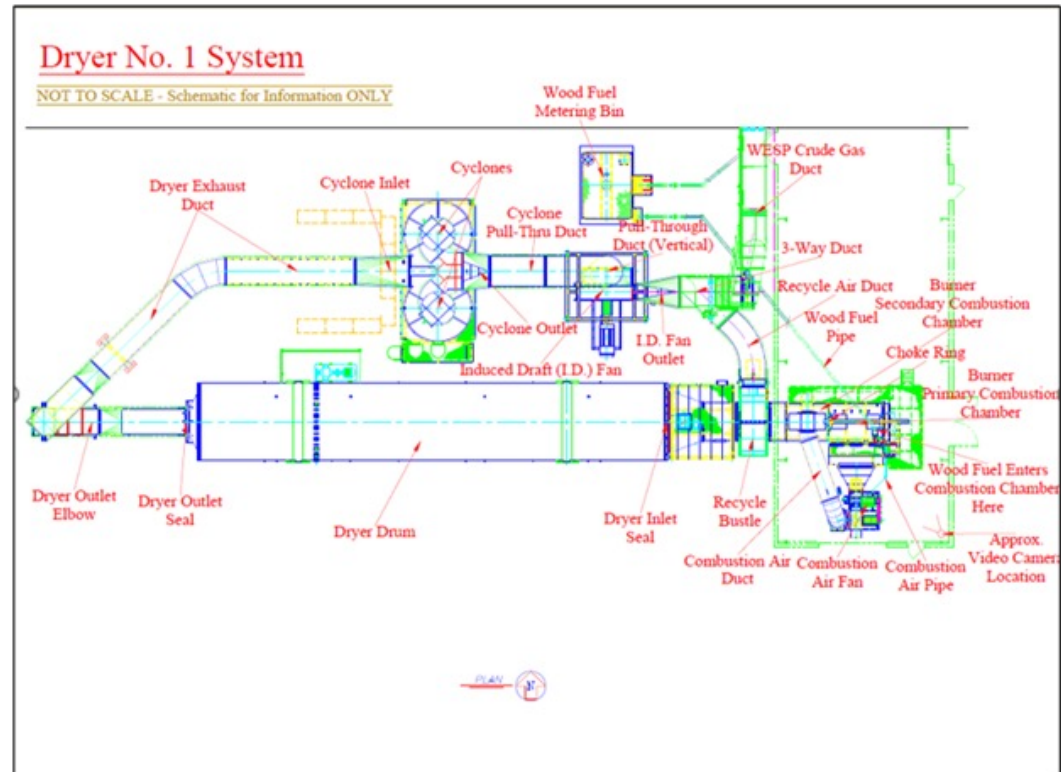 Dryer No. 1 System
NOT TO SCALE - Schematic for Information ONLY
Wood Fuel
Metering Bin
WESP Crude Gas
Duct
Cyclones
Dryer Exhaust
Duct
Cyclone Inlet
Cyclone
Pull-Thru Duct
Pull-Through
Duct (Vertical)
3-Way Duct
Recycle Air Duct
Burner
Secondary Combustion
Chamber
Wood Fuel
Pipe
Cyclone Outlet
I.D. Fan
Outlet
Choke Ring
Induced Draft (I.D.) Fan
Burner
Primary Combustion
Chamber
Dryer Outlet
Elbow
Dryer Outlet
Seal
Dryer Drum
Dryer Inlet
Seal
Recycle
Bustle
Wood Fuel Enters
Combustion Chamber
Here
Combustion Air
Duct
Combustion
Air Fan
Combustion
Air Pipe
Approx.
Video Camera
Location
PLAN
N